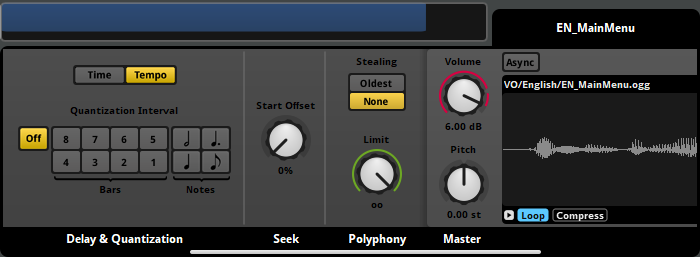 EN_MainMenu
Time Tempo
Quantization Interval
Off
8 7 6 5
4 3 2 1
Bars
Notes
Start Offset
0%
Stealing
Oldest
None
Limit
∞
Volume
6.00 dB
Pitch
0.00 st
Async
VO/English/EN_MainMenu.ogg
Loop Compress
Delay & Quantization
Seek
Polyphony
Master